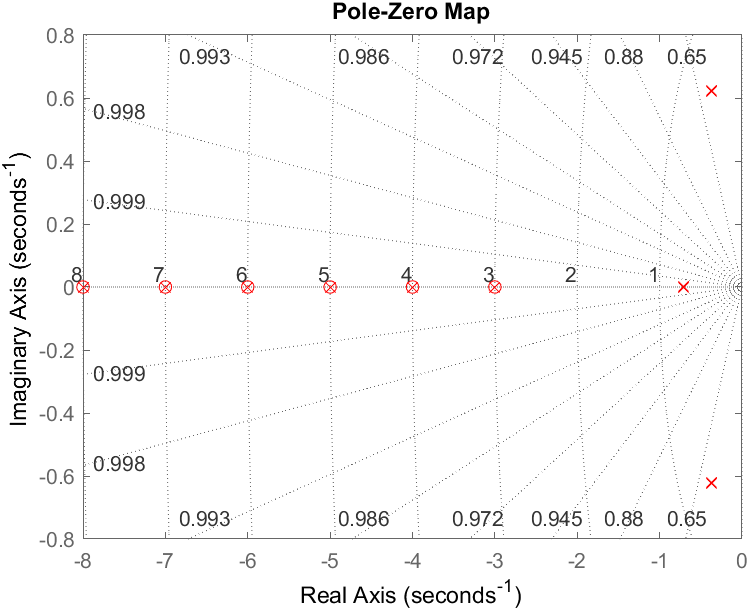 Pole-Zero Map
0.8
0.993 0.986 0.972 0.945 0.88 0.65
0.6
0.998
0.4
0.999
0.2
8 7 6 5 4 3 2 1
0
-0.2
0.999
-0.4
0.998
-0.6
0.993 0.986 0.972 0.945 0.88 0.65
-0.8
-8 -7 -6 -5 -4 -3 -2 -1 0
Real Axis (seconds⁻¹)
Imaginary Axis (seconds⁻¹)